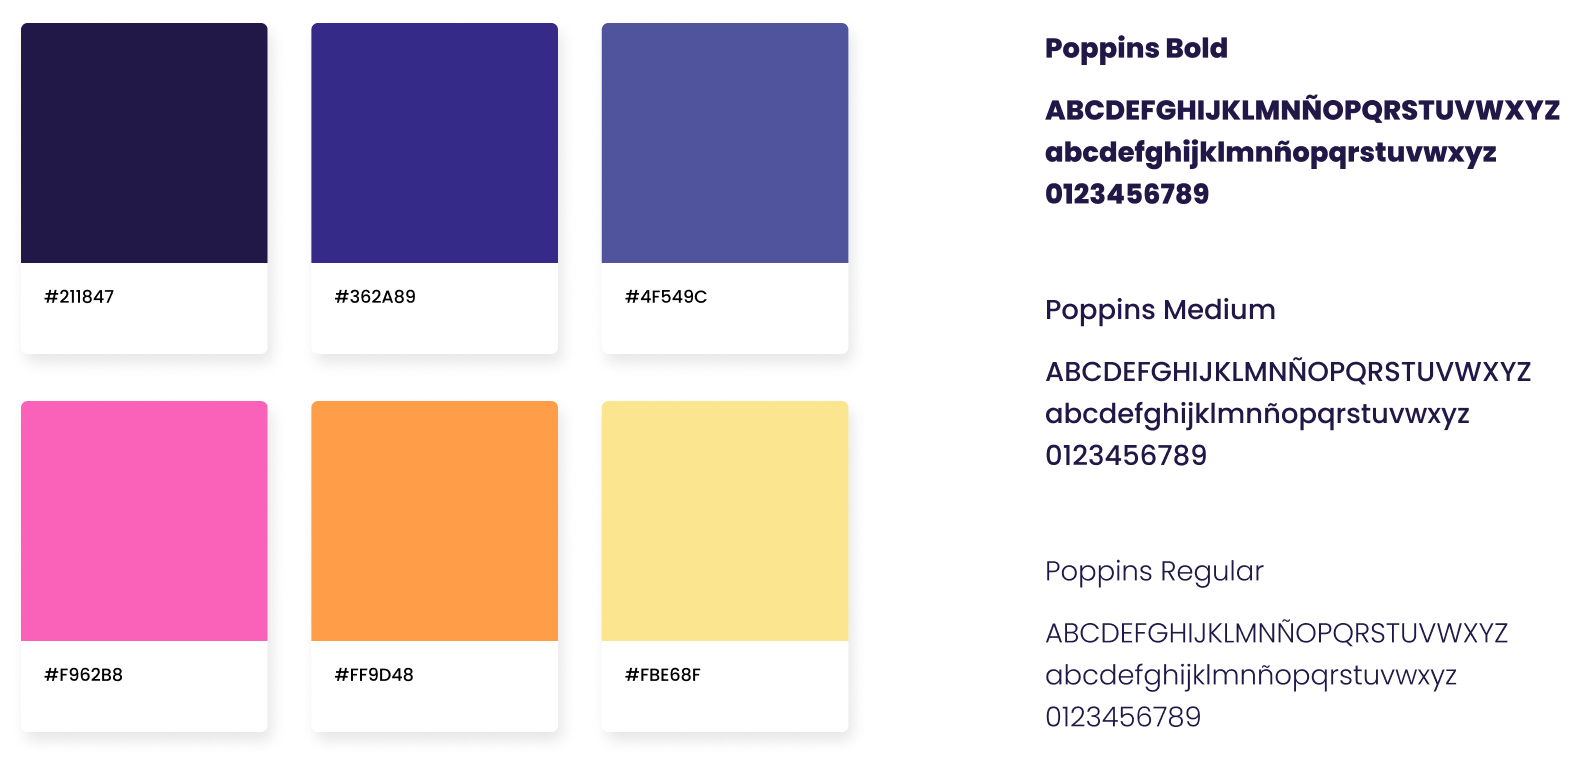 #211847
#362A89
#4F549C
#F962B8
#FF9D48
#FBE68F
Poppins Bold
ABCDEFGHIJKLMNÑOPQRSTUVWXYZ
abcdefghijklmnñopqrstuvwxyz
0123456789
Poppins Medium
ABCDEFGHIJKLMNÑOPQRSTUVWXYZ
abcdefghijklmnñopqrstuvwxyz
0123456789
Poppins Regular
ABCDEFGHIJKLMNÑOPQRSTUVWXYZ
abcdefghijklmnñopqrstuvwxyz
0123456789